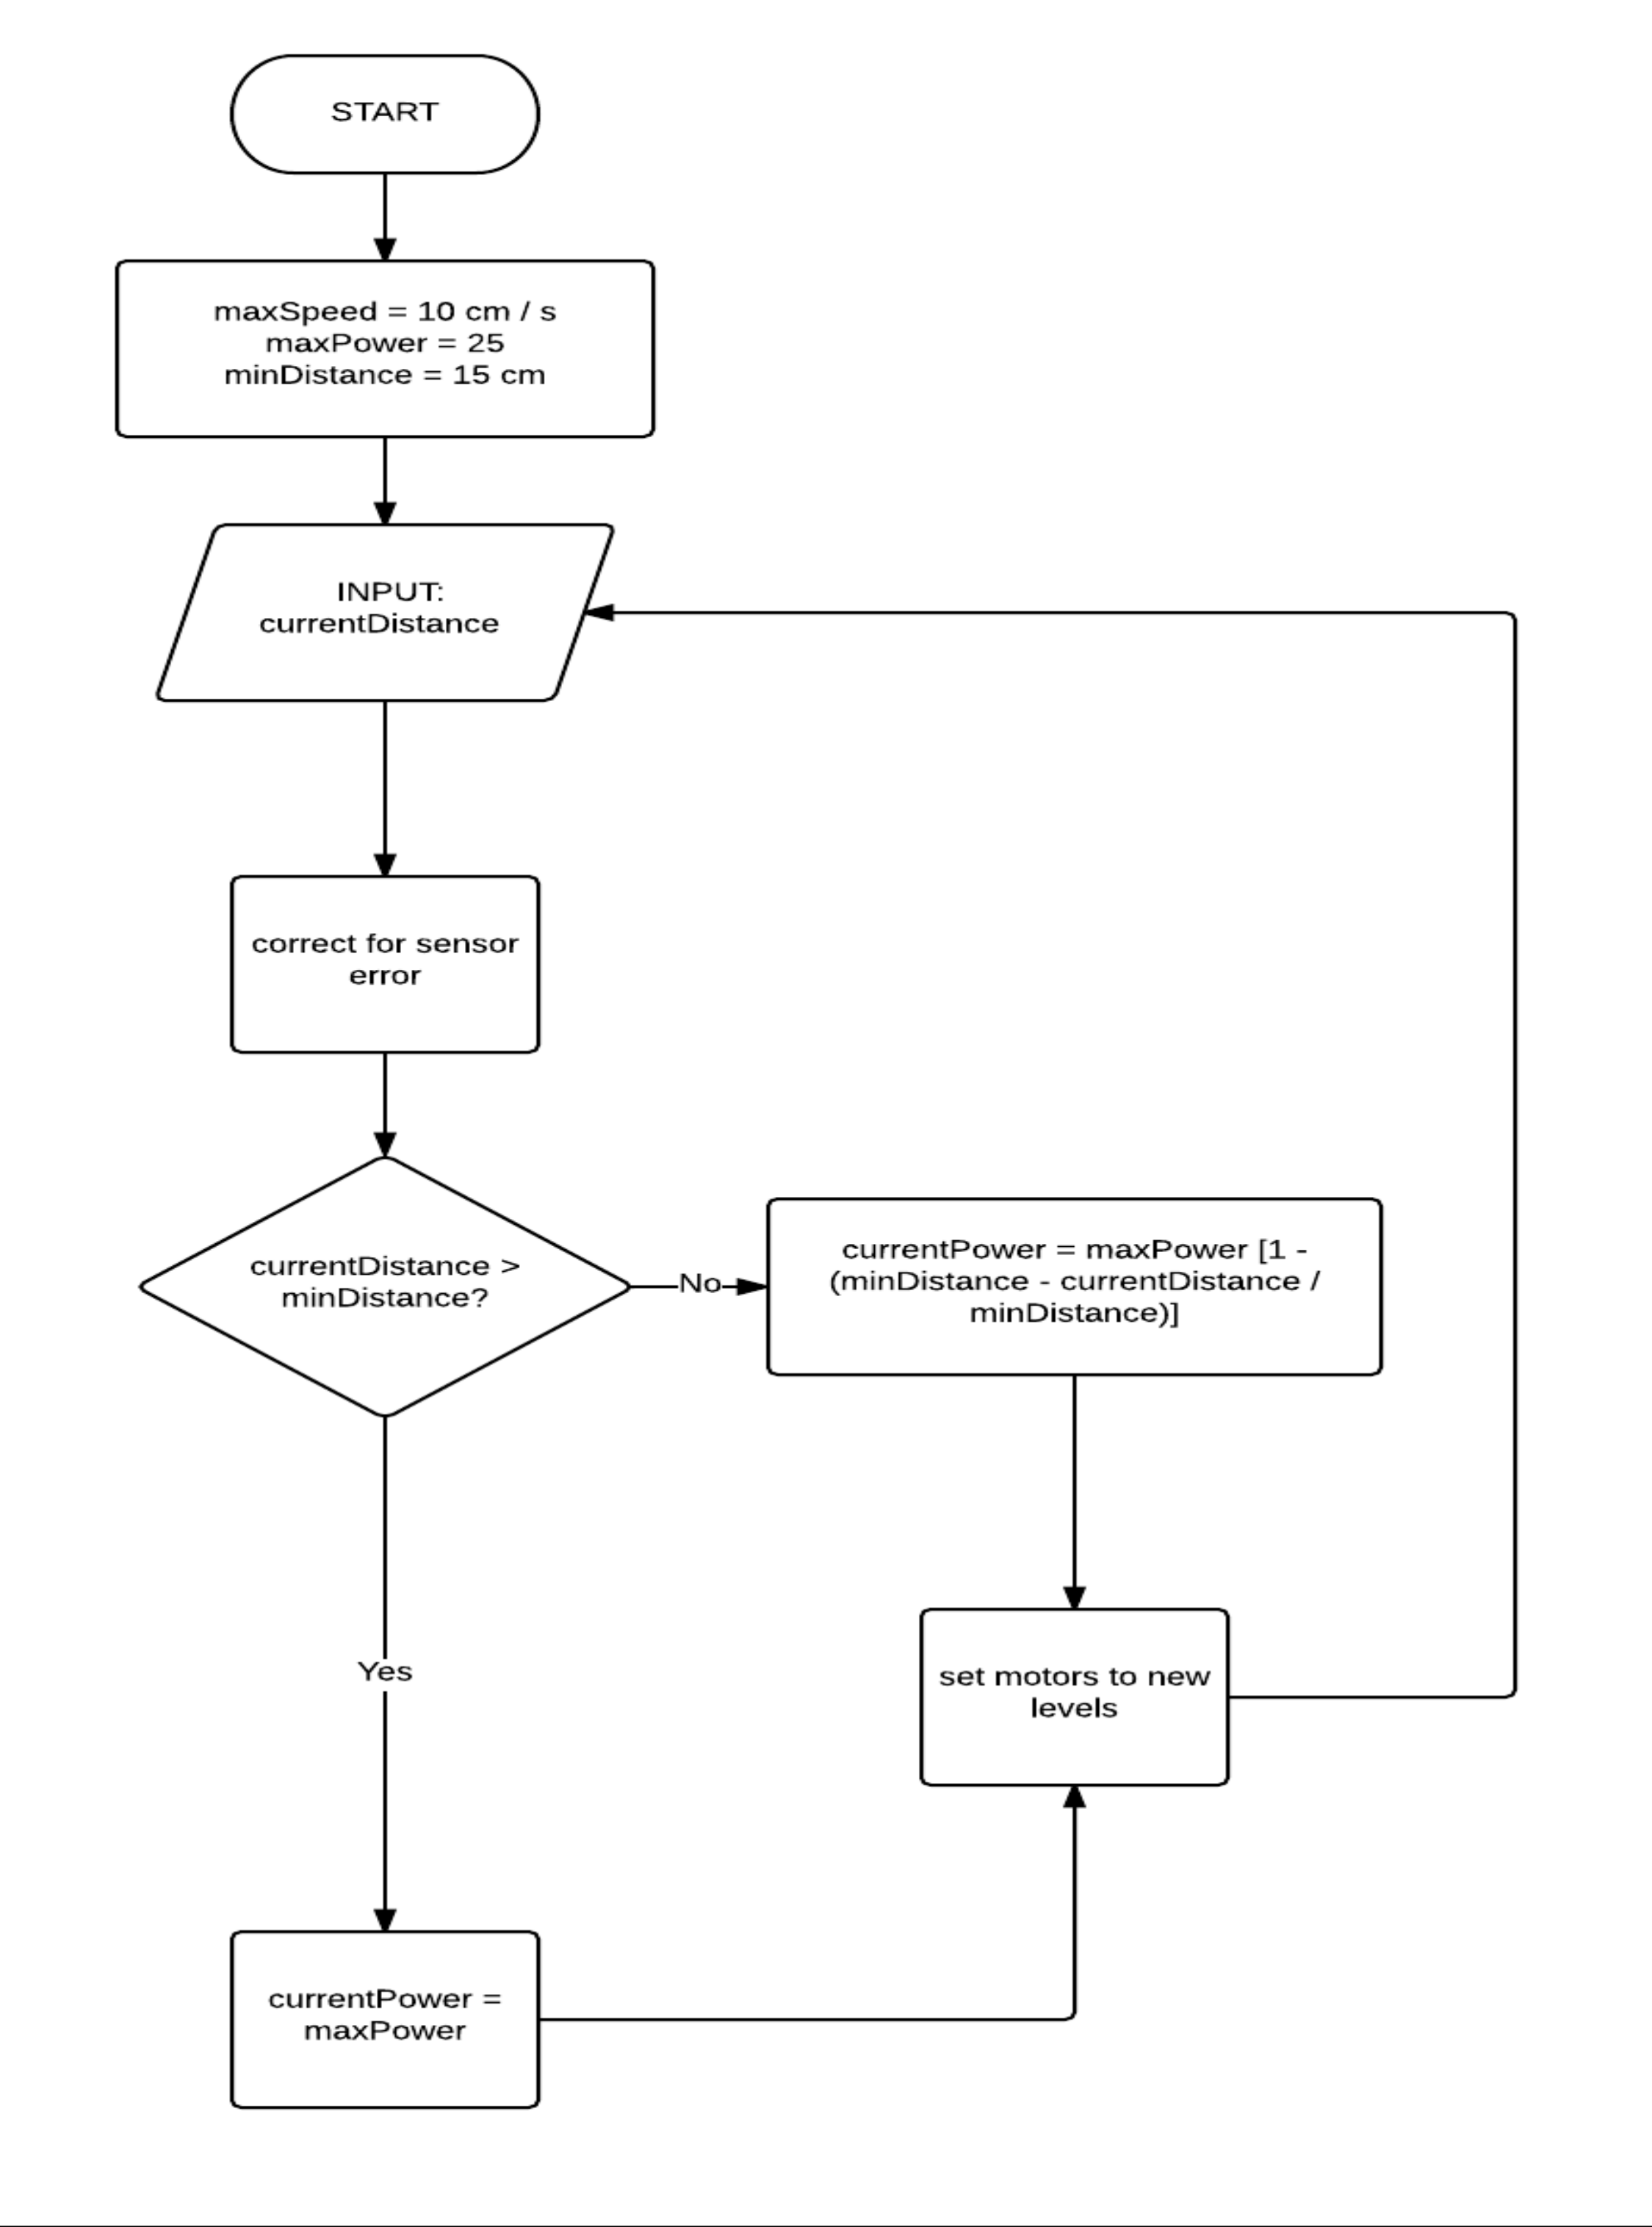 START
maxSpeed = 10 cm / s
maxPower = 25
minDistance = 15 cm
INPUT:
currentDistance
correct for sensor
error
currentDistance >
minDistance?
No
currentPower = maxPower [1 -
(minDistance - currentDistance /
minDistance)]
Yes
set motors to new
levels
currentPower =
maxPower